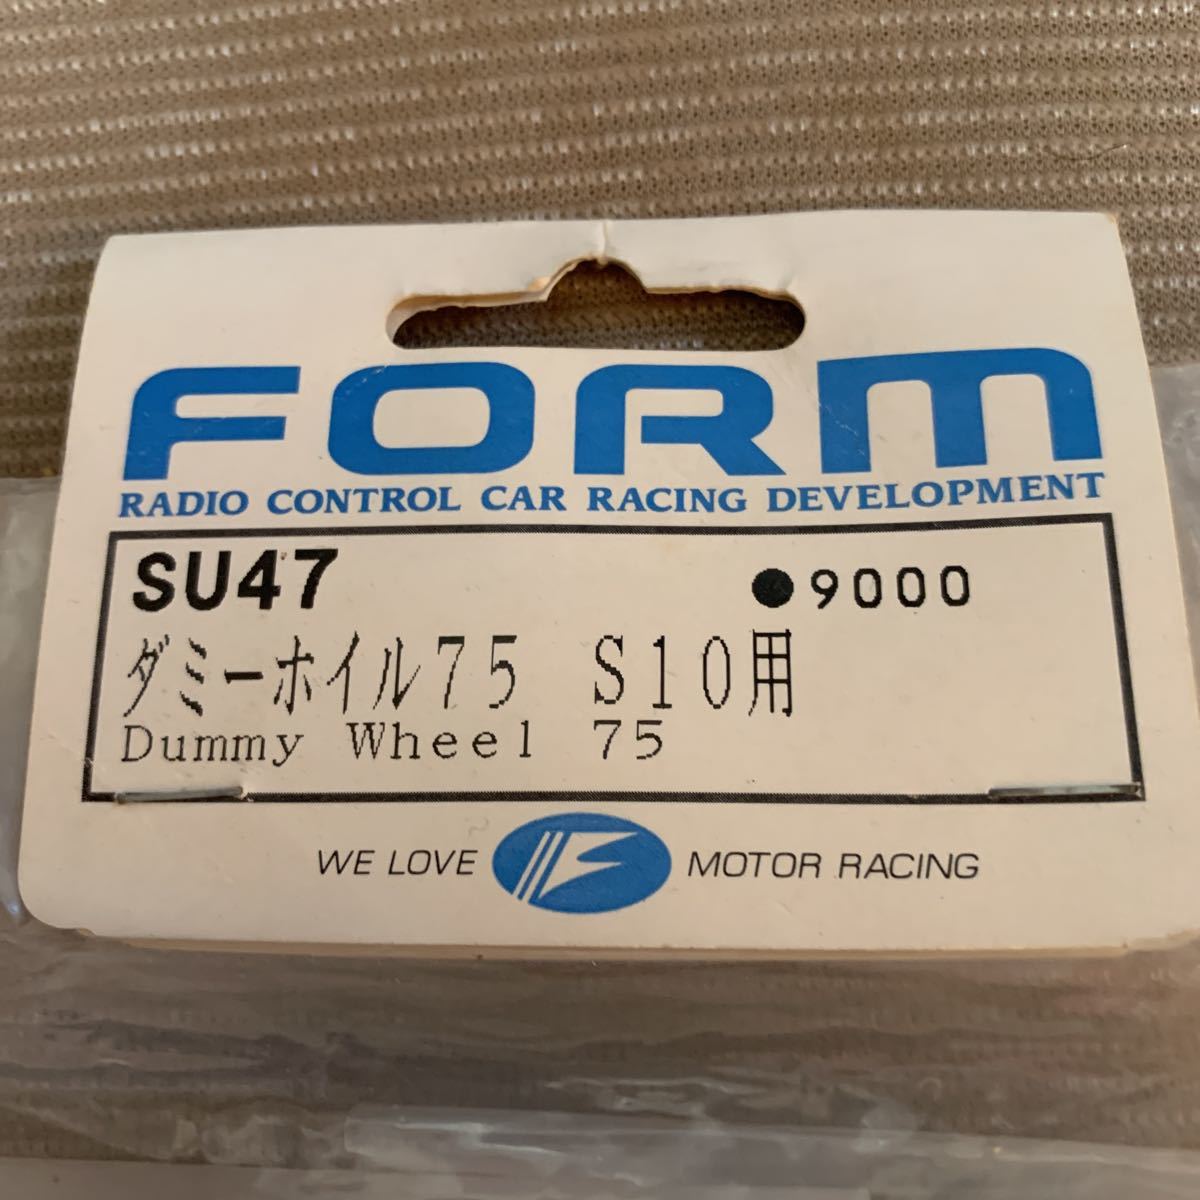 FORM
RADIO CONTROL CAR RACING DEVELOPMENT
SU47 ●9000
ダミーホイル75 S10用
Dummy Wheel 75
WE LOVE MOTOR RACING